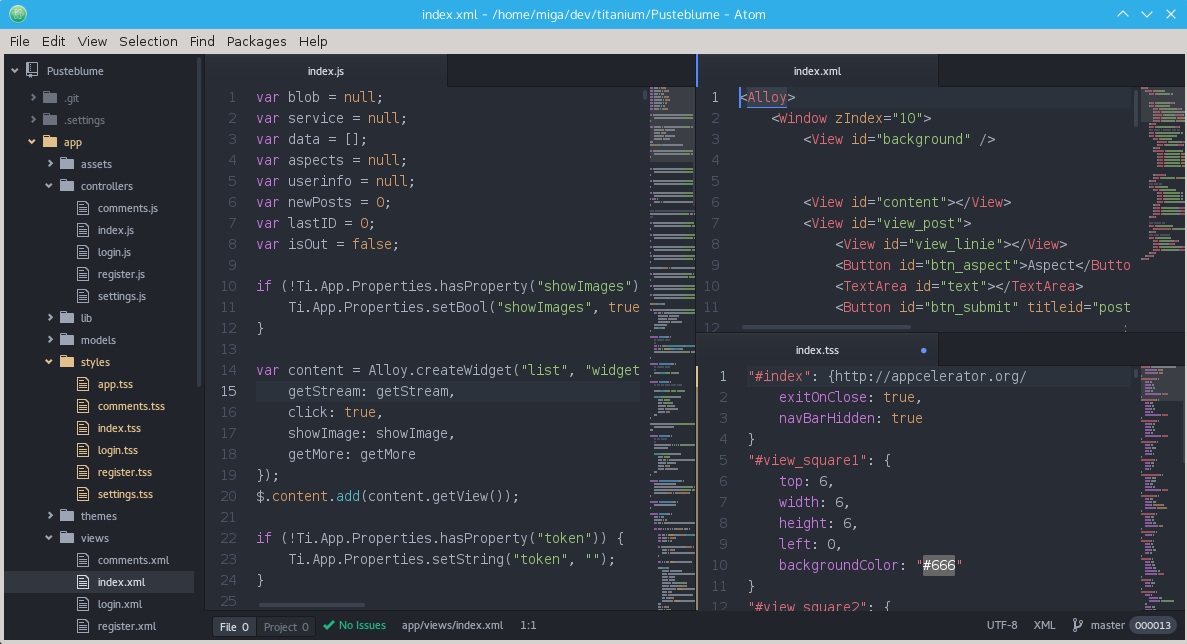 index.xml - /home/miga/dev/titanium/Pusteblume - Atom
File Edit View Selection Find Packages Help
Pusteblume
.git
.settings
app
assets
controllers
comments.js
index.js
login.js
register.js
settings.js
lib
models
styles
app.tss
comments.tss
index.tss
login.tss
register.tss
settings.tss
themes
views
comments.xml
index.xml
login.xml
register.xml
index.js
1 var blob = null;
2 var service = null;
3 var data = [];
4 var aspects = null;
5 var userinfo = null;
6 var newPosts = 0;
7 var lastID = 0;
8 var isOut = false;
9
10 if (!Ti.App.Properties.hasProperty("showImages")
11 Ti.App.Properties.setBool("showImages", true
12 }
13
14 var content = Alloy.createWidget("list", "widget
15 getStream: getStream,
16 click: true,
17 showImage: showImage,
18 getMore: getMore
19 });
20 $.content.add(content.getView());
21
22 if (!Ti.App.Properties.hasProperty("token")) {
23 Ti.App.Properties.setString("token", "");
24 }
25
index.xml
1 <Alloy>
2 <Window zIndex="10">
3 <View id="background" />
4
5
6 <View id="content"></View>
7 <View id="view_post">
8 <View id="view_linie"></View>
9 <Button id="btn_aspect">Aspect</Butto
10 <TextArea id="text"></TextArea>
11 <Button id="btn_submit" titleid="post
12
index.tss
1 "#index": {http://appcelerator.org/
2 exitOnClose: true,
3 navBarHidden: true
4 }
5 "#view_square1": {
6 top: 6,
7 width: 6,
8 height: 6,
9 left: 0,
10 backgroundColor: "#666"
11 }
12 "#view_square2": {
File 0 Project 0 No Issues app/views/index.xml 1:1 UTF-8 XML master 000013